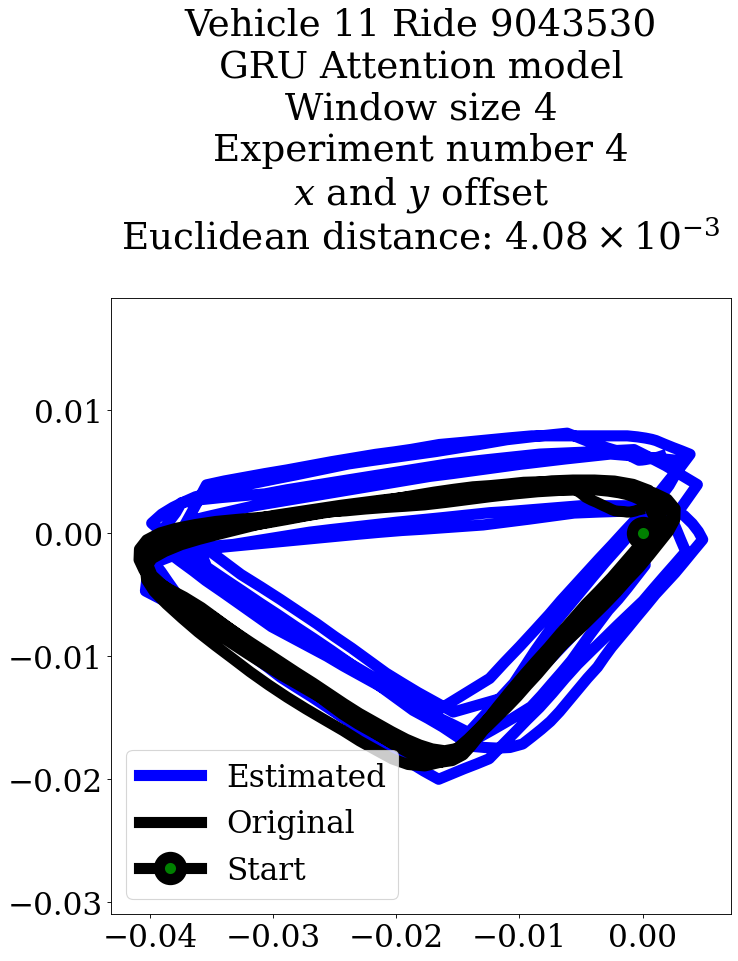 Vehicle 11 Ride 9043530
GRU Attention model
Window size 4
Experiment number 4
x and y offset
Euclidean distance: 4.08 × 10⁻³
0.01
0.00
−0.01
−0.02
−0.03
Estimated
Original
Start
−0.04 −0.03 −0.02 −0.01 0.00